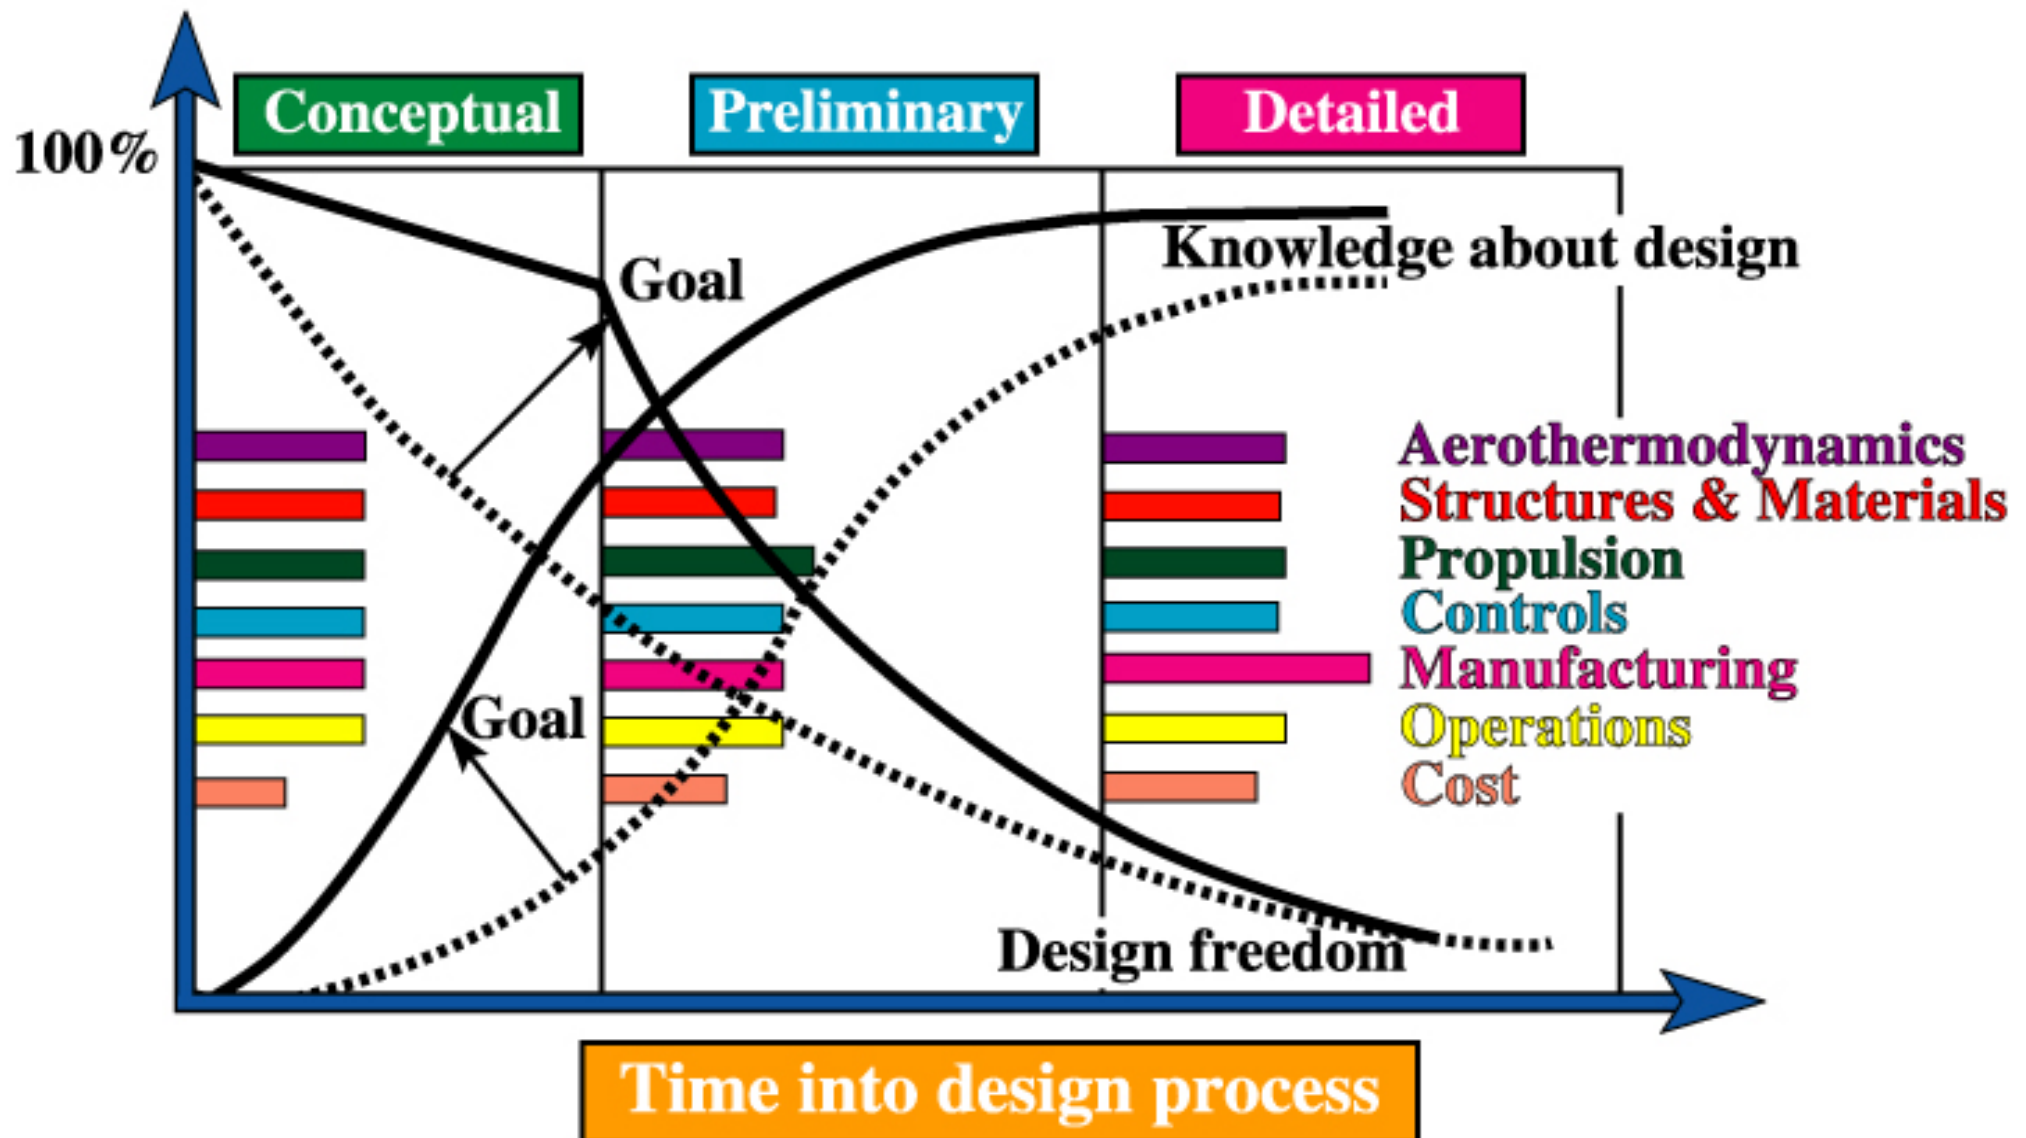 Conceptual
Preliminary
Detailed
100%
Knowledge about design
Goal
Aerothermodynamics
Structures & Materials
Propulsion
Controls
Manufacturing
Goal
Operations
Cost
Design freedom
Time into design process